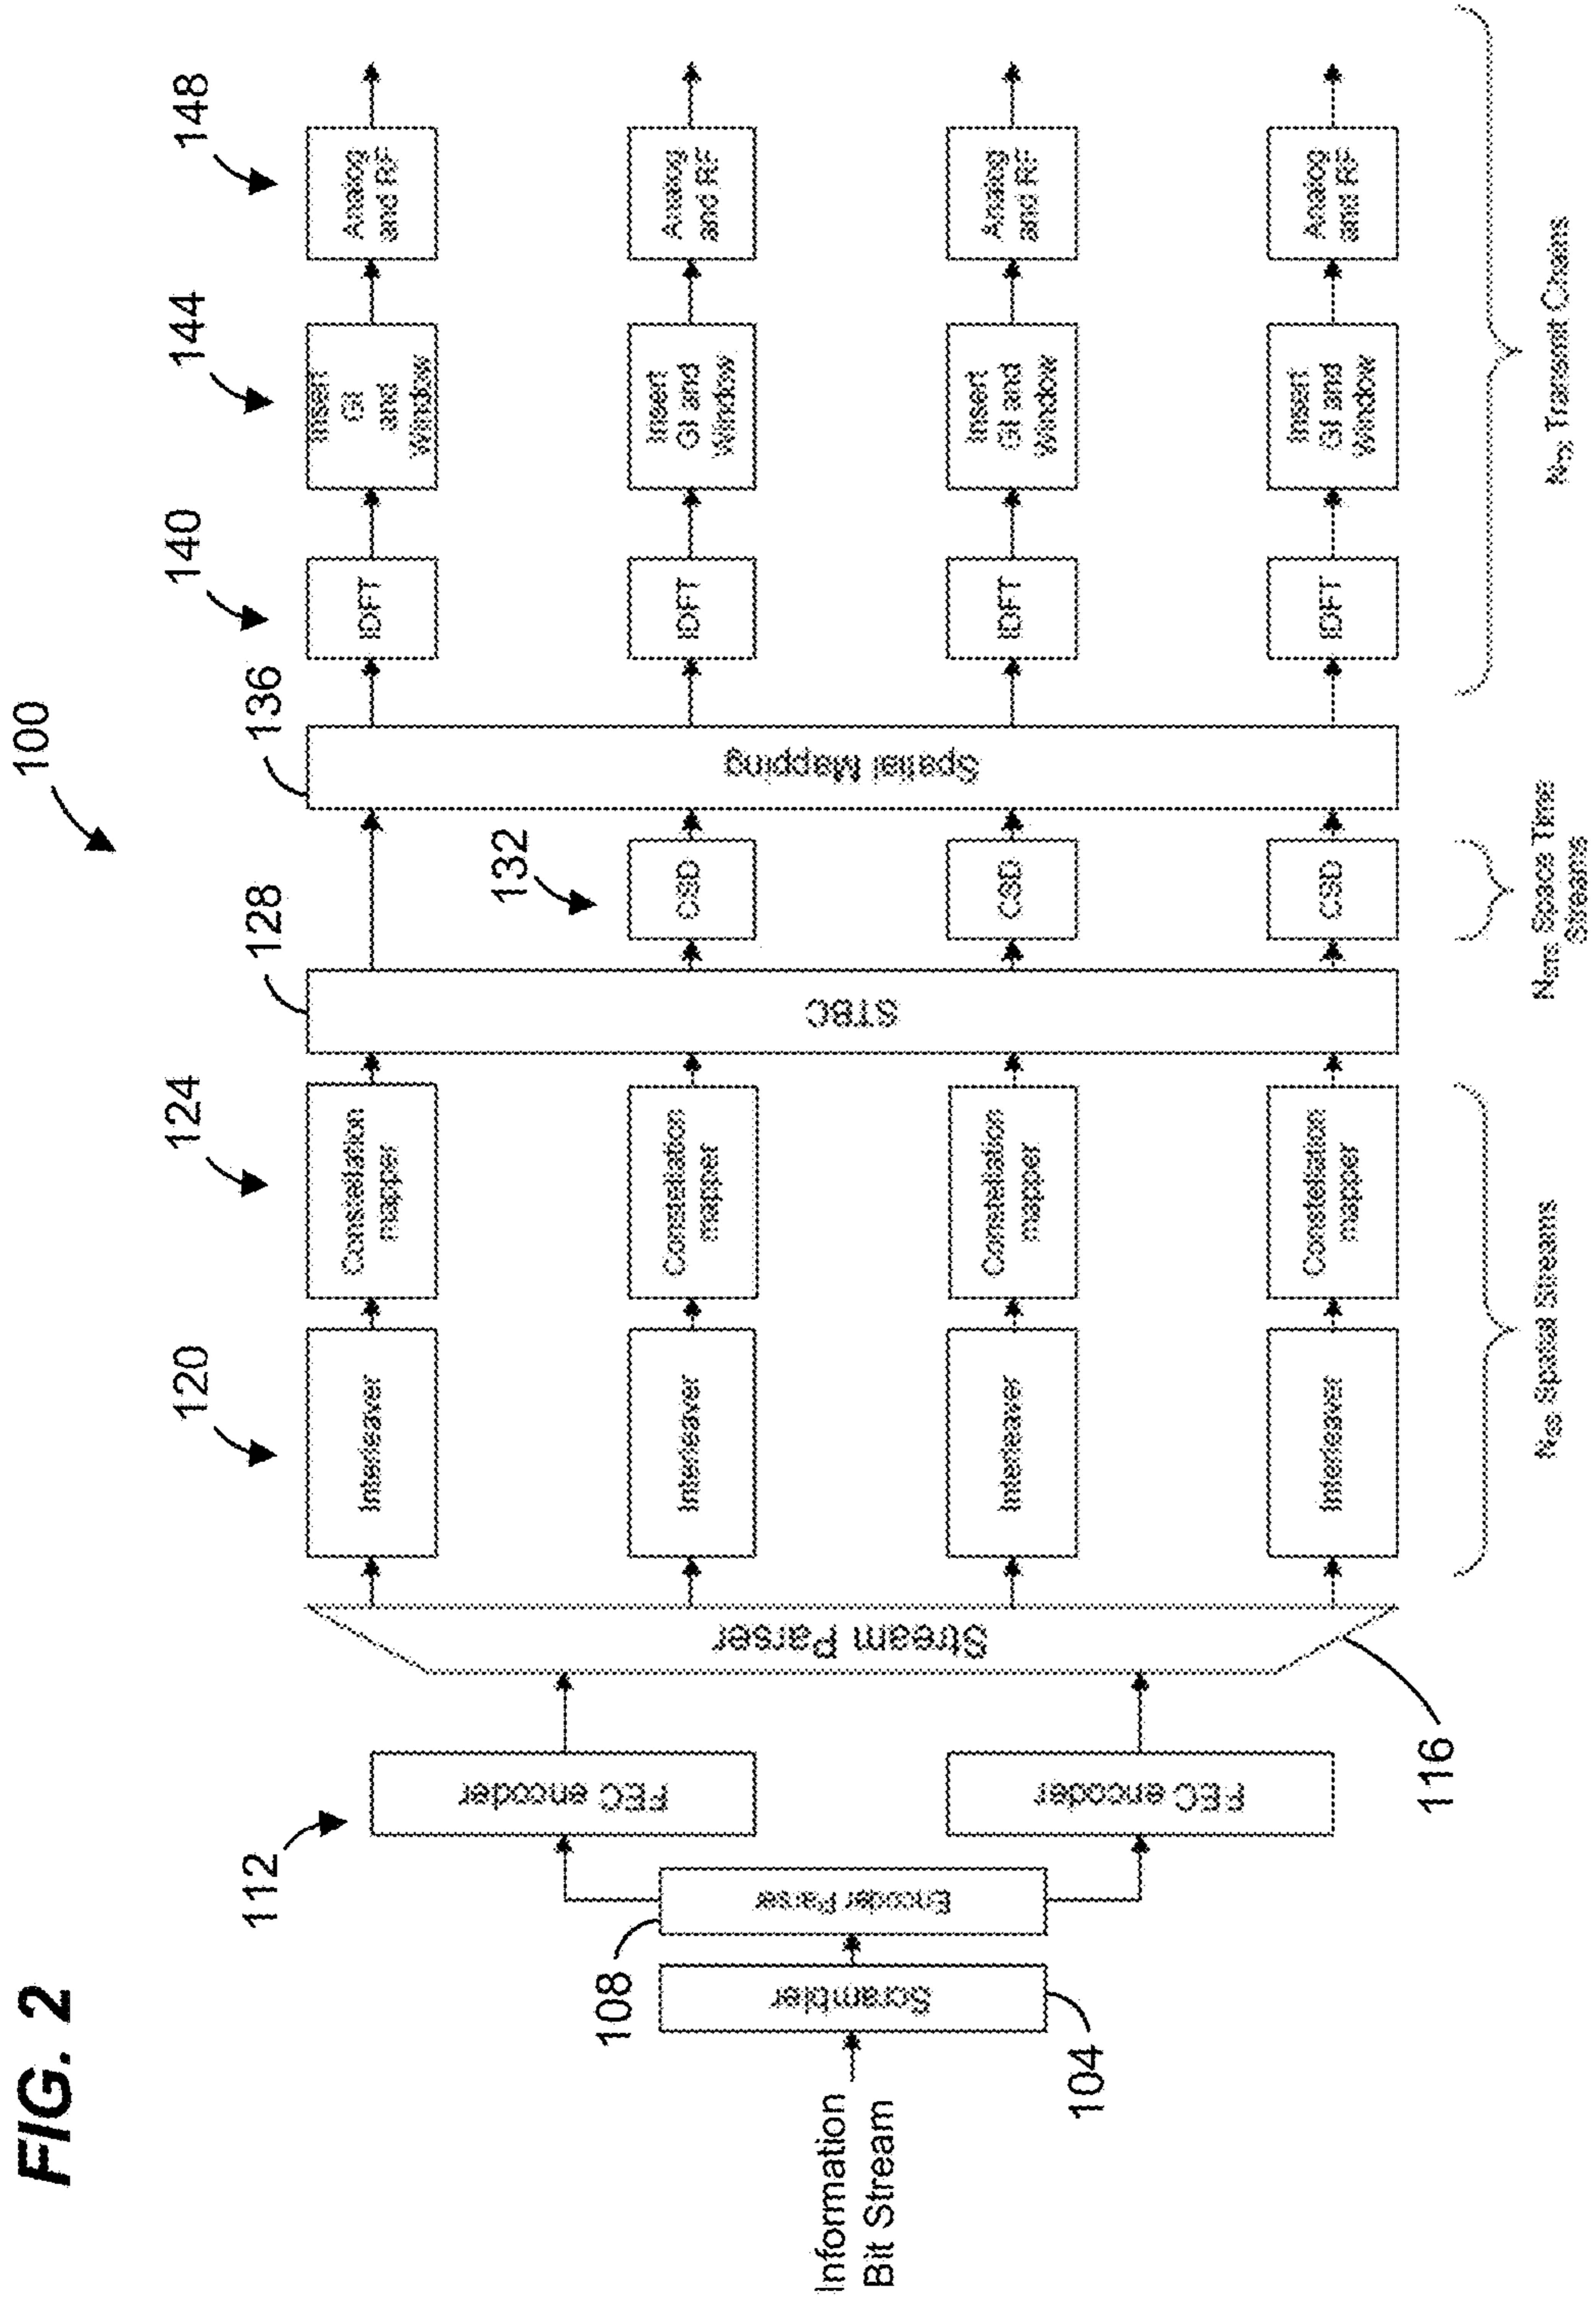 FIG. 2
100
Information
Bit Stream
Scrambler
104
Encoder Parser
108
112
FEC encoder
FEC encoder
Stream Parser
116
120
Interleaver
Interleaver
Interleaver
Interleaver
124
Constellation
mapper
Constellation
mapper
Constellation
mapper
Constellation
mapper
NSS Spatial Streams
128
STBC
132
CSD
CSD
CSD
NSTS Space Time
Streams
136
Spatial Mapping
140
IDFT
IDFT
IDFT
IDFT
144
Insert
GI
and
Window
Insert
GI and
Window
Insert
GI and
Window
Insert
GI and
Window
148
Analog
and RF
Analog
and RF
Analog
and RF
Analog
and RF
NTX Transmit Chains